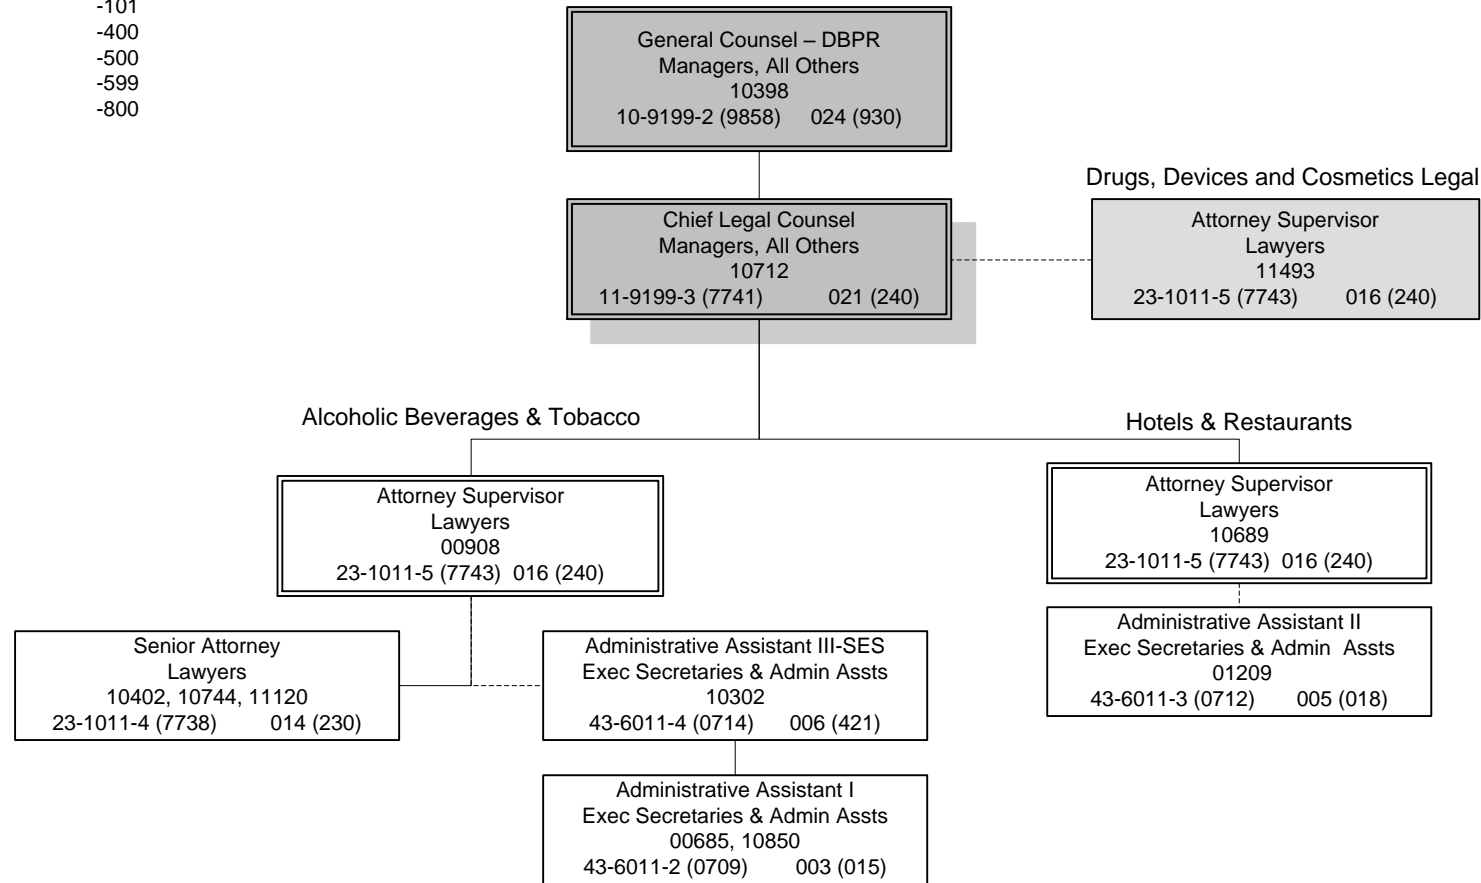 -101
-400
-500
-599
-800
General Counsel – DBPR
Managers, All Others
10398
10-9199-2 (9858) 024 (930)
Chief Legal Counsel
Managers, All Others
10712
11-9199-3 (7741) 021 (240)
Drugs, Devices and Cosmetics Legal
Attorney Supervisor
Lawyers
11493
23-1011-5 (7743) 016 (240)
Alcoholic Beverages & Tobacco
Attorney Supervisor
Lawyers
00908
23-1011-5 (7743) 016 (240)
Hotels & Restaurants
Attorney Supervisor
Lawyers
10689
23-1011-5 (7743) 016 (240)
Senior Attorney
Lawyers
10402, 10744, 11120
23-1011-4 (7738) 014 (230)
Administrative Assistant III-SES
Exec Secretaries & Admin Assts
10302
43-6011-4 (0714) 006 (421)
Administrative Assistant II
Exec Secretaries & Admin Assts
01209
43-6011-3 (0712) 005 (018)
Administrative Assistant I
Exec Secretaries & Admin Assts
00685, 10850
43-6011-2 (0709) 003 (015)